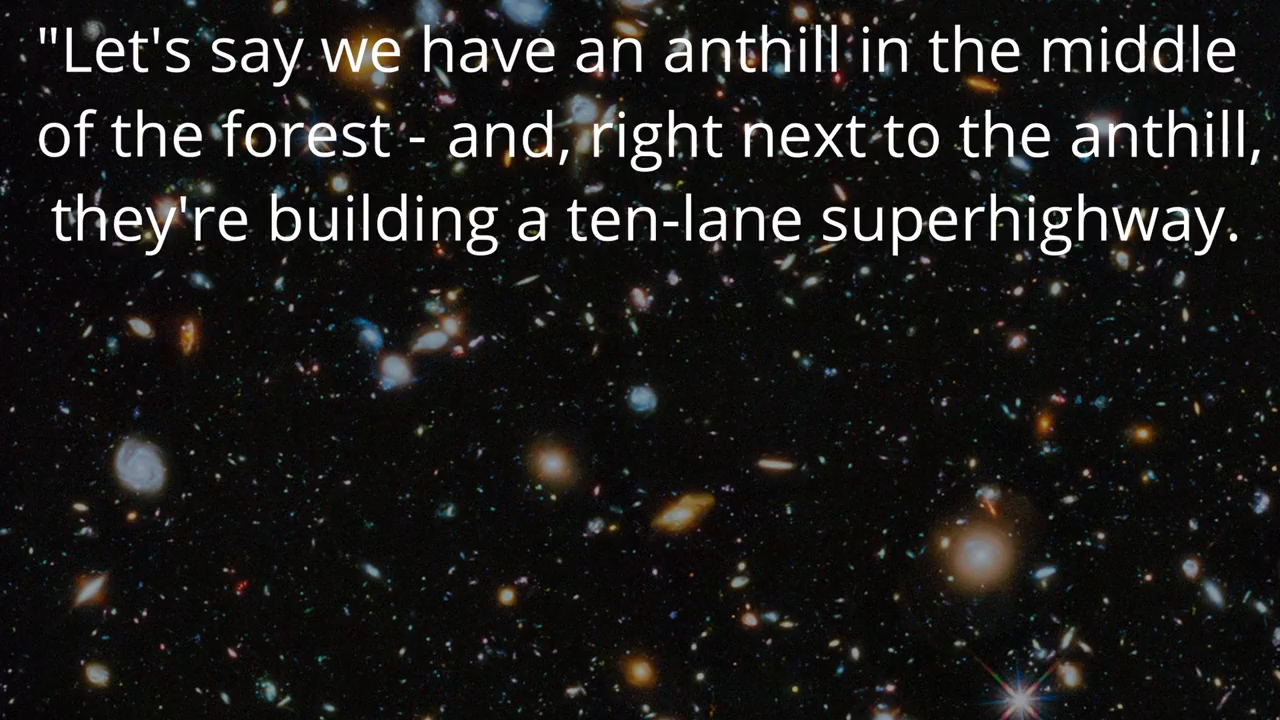 "Let's say we have an anthill in the middle
of the forest - and, right next to the anthill,
they're building a ten-lane superhighway.